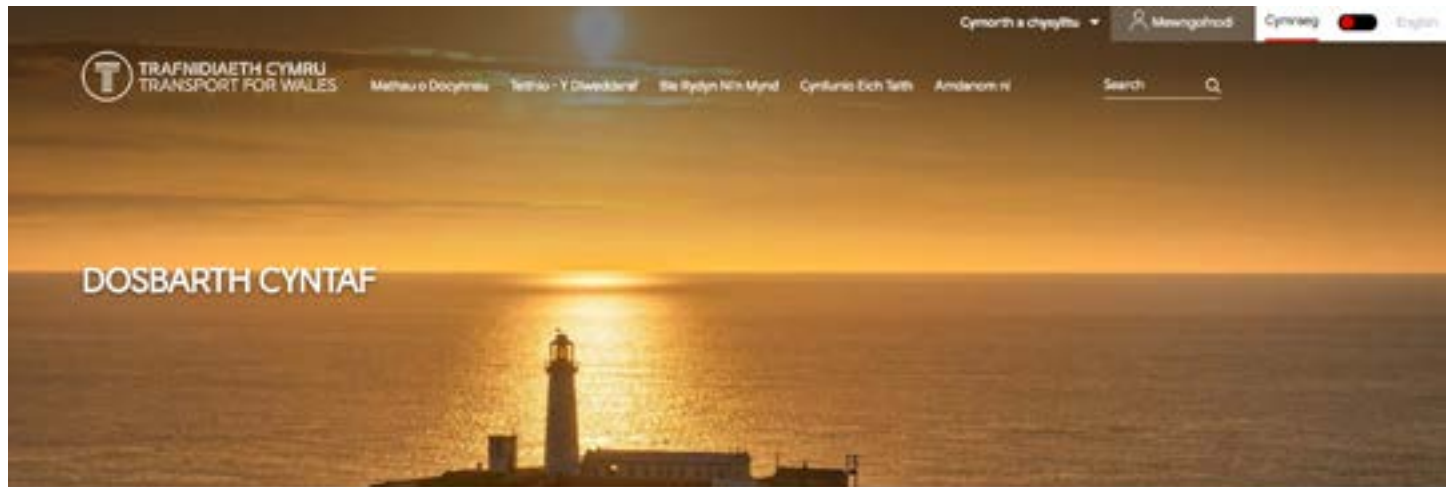 Cymorth a chysylltu
Mewngofnodi
Cymraeg
English
TRAFNIDIAETH CYMRU
TRANSPORT FOR WALES
Mathau o Docynnau
Teithio - Y Diweddaraf
Ble Rydyn Ni'n Mynd
Cynllunio Eich Taith
Amdanom ni
Search
DOSBARTH CYNTAF